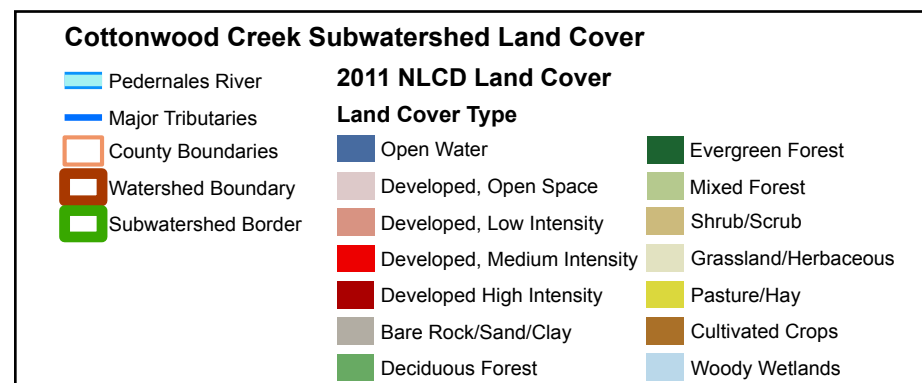 Cottonwood Creek Subwatershed Land Cover
Pedernales River
Major Tributaries
County Boundaries
Watershed Boundary
Subwatershed Border
2011 NLCD Land Cover
Land Cover Type
Open Water
Developed, Open Space
Developed, Low Intensity
Developed, Medium Intensity
Developed High Intensity
Bare Rock/Sand/Clay
Deciduous Forest
Evergreen Forest
Mixed Forest
Shrub/Scrub
Grassland/Herbaceous
Pasture/Hay
Cultivated Crops
Woody Wetlands